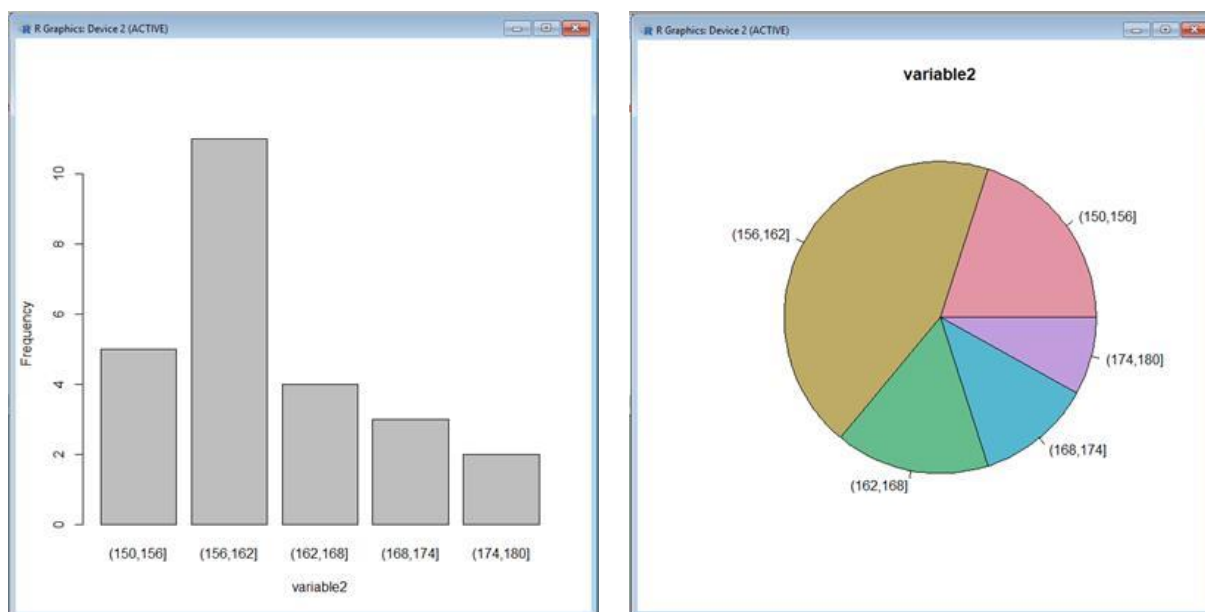 R Graphics: Device 2 (ACTIVE)
10
8
6
4
2
0
Frequency
(150,156] (156,162] (162,168] (168,174] (174,180]
variable2
R Graphics: Device 2 (ACTIVE)
variable2
(150,156]
(156,162]
(174,180]
(168,174]
(162,168]